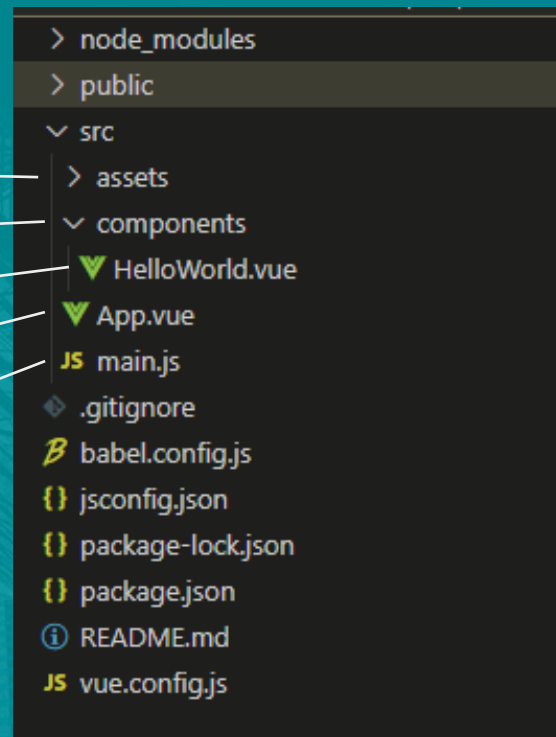 node_modules
public
src
assets
components
HelloWorld.vue
App.vue
JS main.js
.gitignore
babel.config.js
{} jsconfig.json
{} package-lock.json
{} package.json
README.md
JS vue.config.js